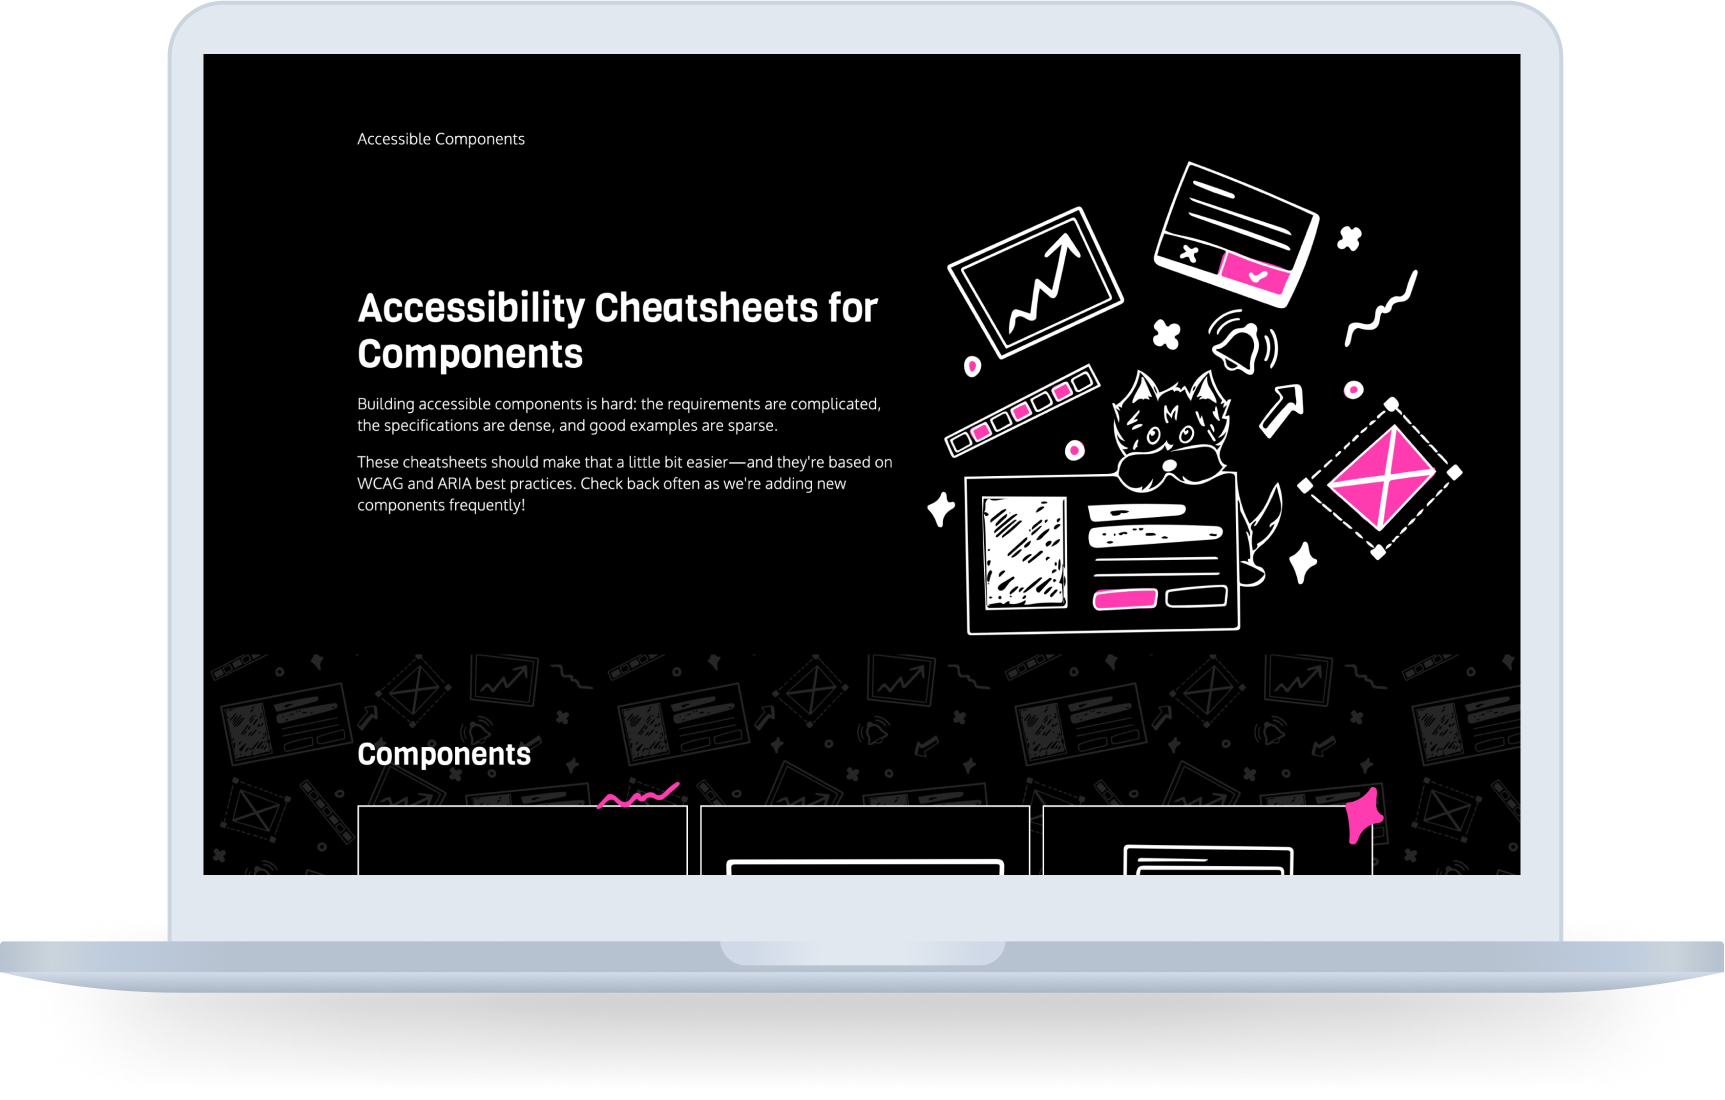 Accessible Components
Accessibility Cheatsheets for
Components
Building accessible components is hard: the requirements are complicated,
the specifications are dense, and good examples are sparse.
These cheatsheets should make that a little bit easier—and they're based on
WCAG and ARIA best practices. Check back often as we're adding new
components frequently!
Components